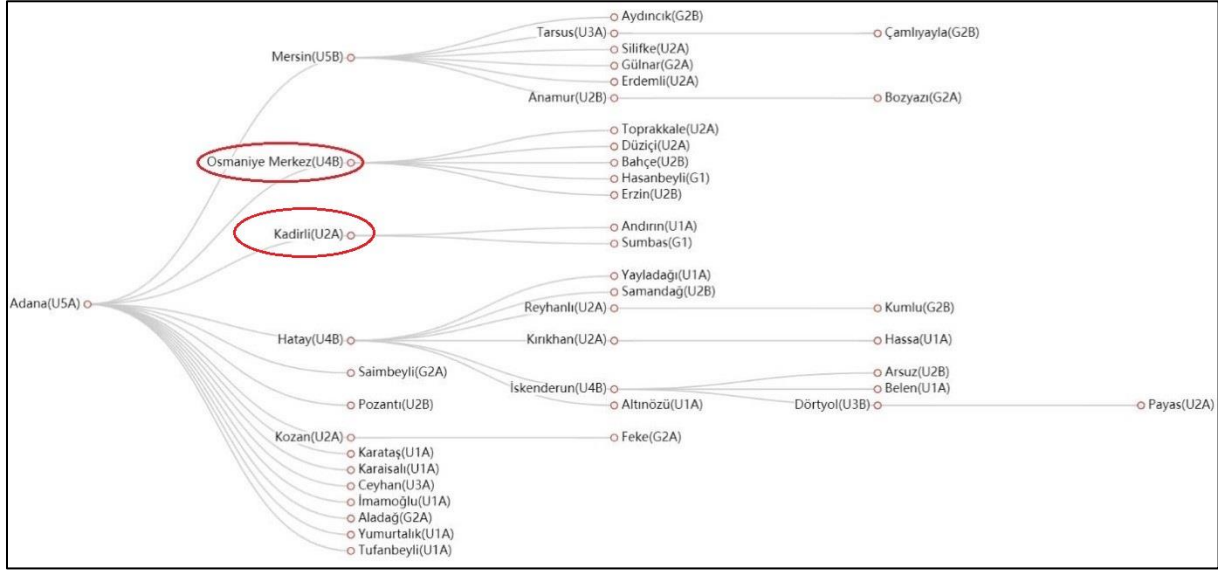 Aydıncık(G2B)
Tarsus(U3A)
Çamlıyayla(G2B)
Mersin(U5B)
Silifke(U2A)
Gülnar(G2A)
Erdemli(U2A)
Anamur(U2B)
Bozyazı(G2A)
Toprakkale(U2A)
Düziçi(U2A)
Osmaniye Merkez(U4B)
Bahçe(U2B)
Hasanbeyli(G1)
Erzin(U2B)
Andırın(U1A)
Kadirli(U2A)
Sumbas(G1)
Yayladağı(U1A)
Samandağ(U2B)
Adana(U5A)
Reyhanlı(U2A)
Kumlu(G2B)
Hatay(U4B)
Kırıkhan(U2A)
Hassa(U1A)
Saimbeyli(G2A)
Arsuz(U2B)
İskenderun(U4B)
Belen(U1A)
Pozantı(U2B)
Altınözü(U1A)
Dörtyol(U3B)
Payas(U2A)
Kozan(U2A)
Feke(G2A)
Karataş(U1A)
Karaisalı(U1A)
Ceyhan(U3A)
İmamoğlu(U1A)
Aladağ(G2A)
Yumurtalık(U1A)
Tufanbeyli(U1A)